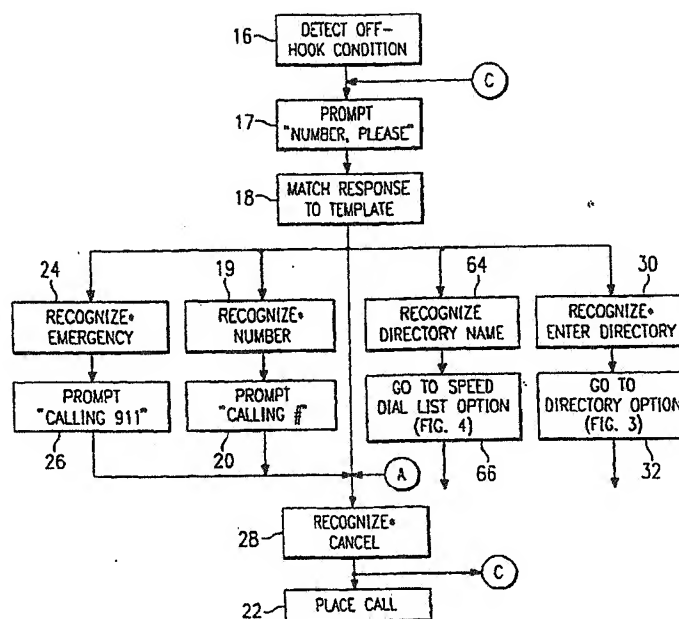 16
DETECT OFF-
HOOK CONDITION
C
17
PROMPT
"NUMBER, PLEASE"
18
MATCH RESPONSE
TO TEMPLATE
24
19
64
30
RECOGNIZE*
EMERGENCY
RECOGNIZE*
NUMBER
RECOGNIZE
DIRECTORY NAME
RECOGNIZE*
ENTER DIRECTORY
PROMPT
"CALLING 911"
PROMPT
"CALLING #"
GO TO SPEED
DIAL LIST OPTION
(FIG. 4)
GO TO
DIRECTORY OPTION
(FIG. 3)
26
20
A
66
32
28
RECOGNIZE*
CANCEL
C
22
PLACE CALL